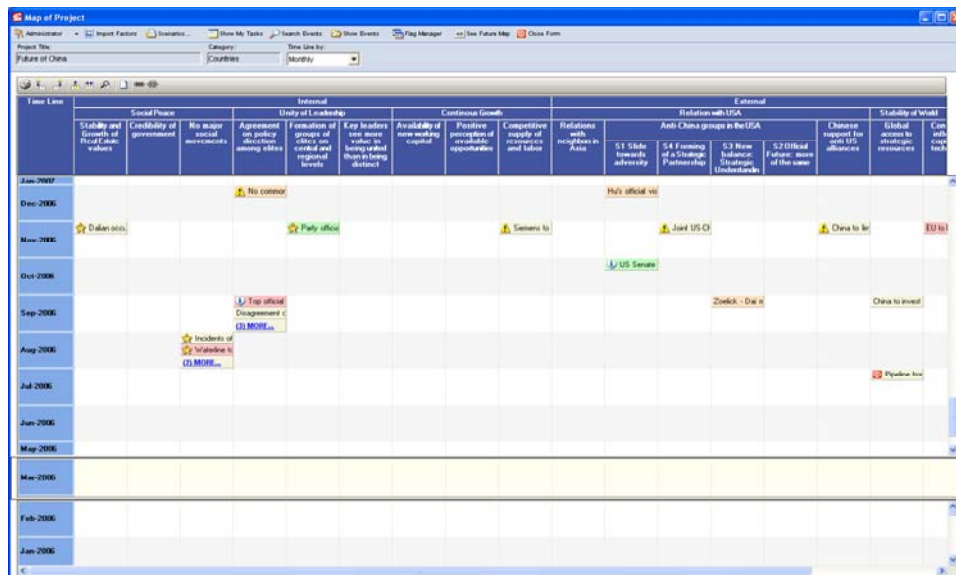 Map of Project
Administrator Import Factors Scenarios... Show My Tasks Search Events Show Events Flag Manager See Future Map Close Form
Project Title: Category: Time Line by:
Future of China Countries Monthly
Time Line Internal External
Social Peace Unity of Leadership Continous Growth Relation with USA Stability of World
Stability and Growth of Real Estate values
Credibility of government
No major social movements
Agreement on policy direction among elites
Formation of groups of elites on central and regional levels
Key leaders see more value in being united than in being distinct
Availability of new working capital
Positive perception of available opportunities
Competitive supply of resources and labor
Relations with neighbors in Asia
Anti China groups in the USA
S1 Slide towards adversity
S4 Forming of a Strategic Partnership
S3 New balance: Strategic Understandin
S2 Official Future: more of the same
Chinese support for anti US alliances
Global access to strategic resources
Jan-2007
Dec-2006 No common Hu's official
Nov-2006 Dalian Party official Siemens to Joint US-Ch China to EU to
Oct-2006 US Senate
Sep-2006 Top official Zoelick - Dai China to invest
Disagreement
(3) MORE...
Aug-2006 Incidents of
Waterline to
(2) MORE...
Jul-2006 Pipeline
Jun-2006
May-2006
Mar-2006
Feb-2006
Jan-2006